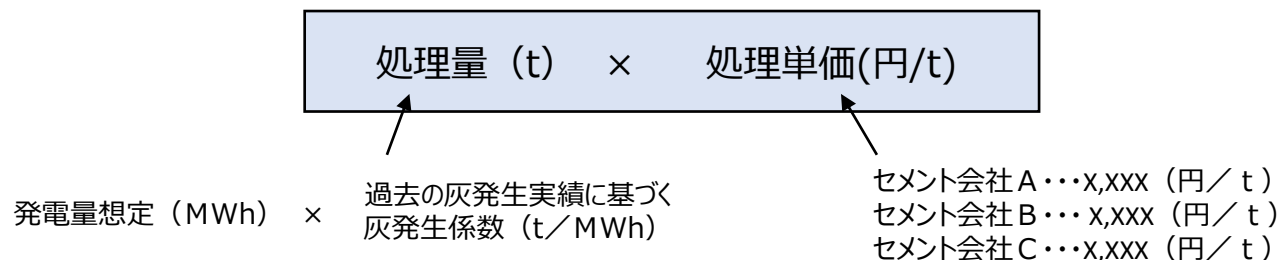 処理量（t） × 処理単価(円/t)
発電量想定（MWh） × 過去の灰発生実績に基づく
灰発生係数（t／MWh）
セメント会社A・・・x,xxx（円／ｔ）
セメント会社B・・・ x,xxx（円／ｔ）
セメント会社C・・・x,xxx（円／ｔ）